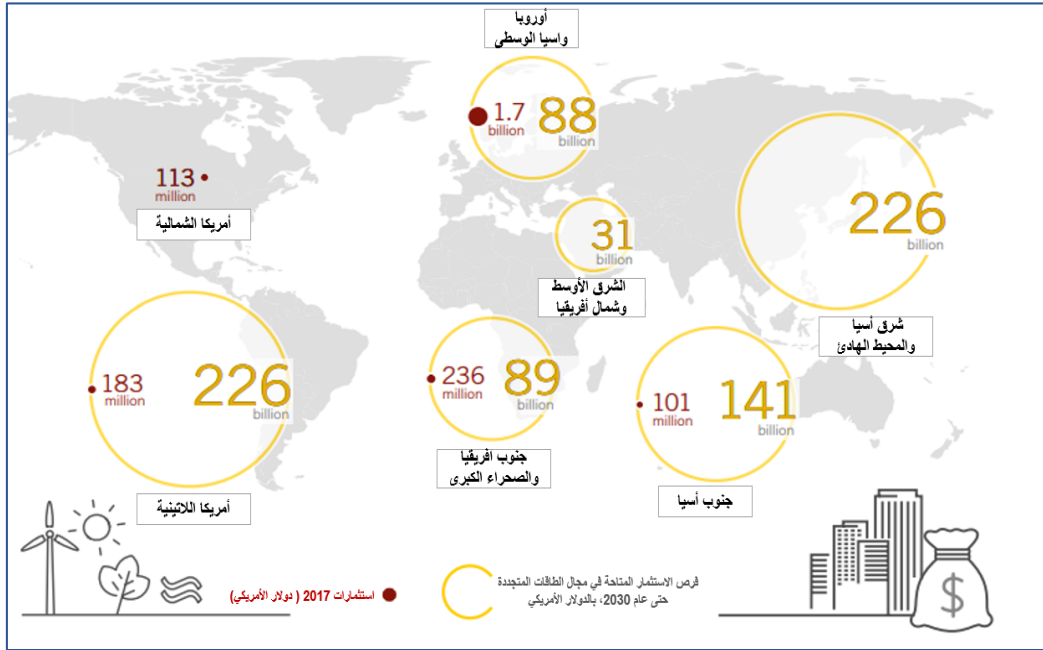 أوروبا
واسيا الوسطى
1.7
billion
88
billion
113
million
أمريكا الشمالية
31
billion
الشرق الأوسط
وشمال أفريقيا
226
billion
شرق أسيا
والمحيط الهادئ
183
million
226
billion
أمريكا اللاتينية
236
million
89
billion
جنوب افريقيا
والصحراء الكبرى
101
million
141
billion
جنوب أسيا
فرص الاستثمار المتاحة في مجال الطاقات المتجددة
حتى عام 2030، بالدولار الأمريكي
استثمارات 2017 ( دولار الأمريكي)
$